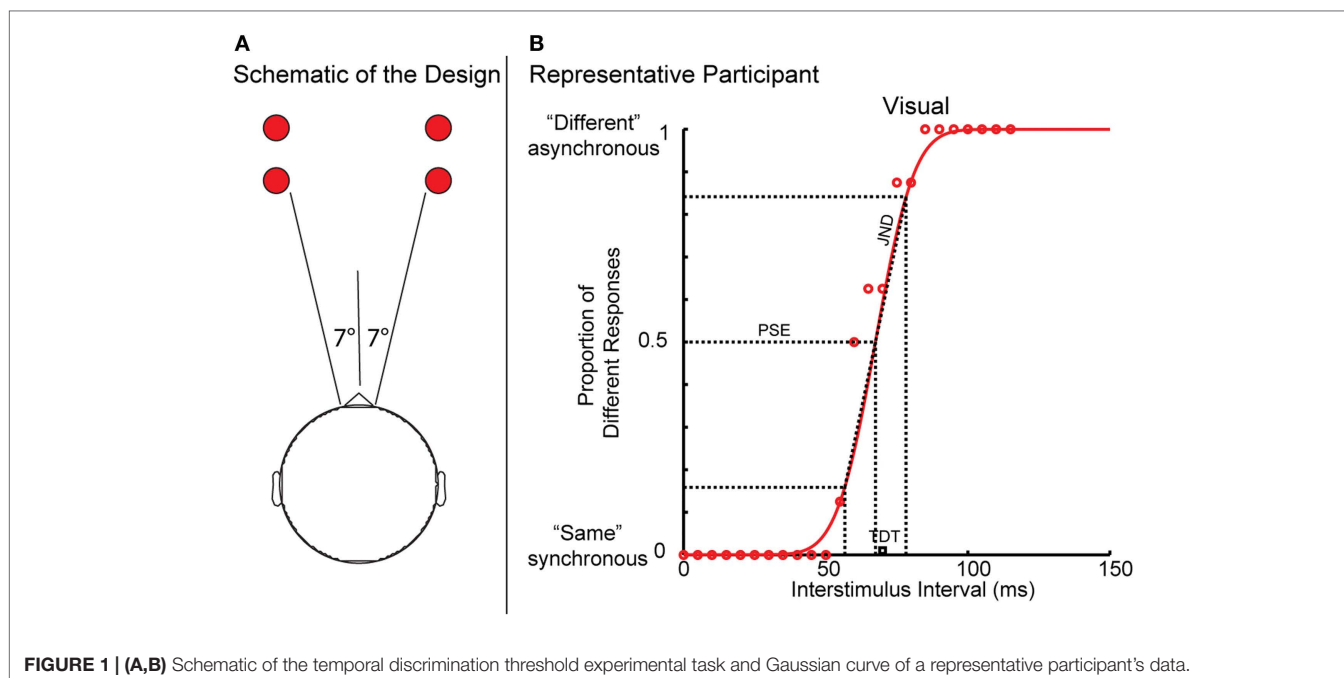 A
Schematic of the Design
7°
7°
B
Representative Participant
Visual
"Different"
asynchronous
1
JND
Proportion of
Different Responses
PSE
0.5
"Same"
synchronous
0
TDT
0
50
100
150
Interstimulus Interval (ms)
FIGURE 1 | (A,B) Schematic of the temporal discrimination threshold experimental task and Gaussian curve of a representative participant's data.